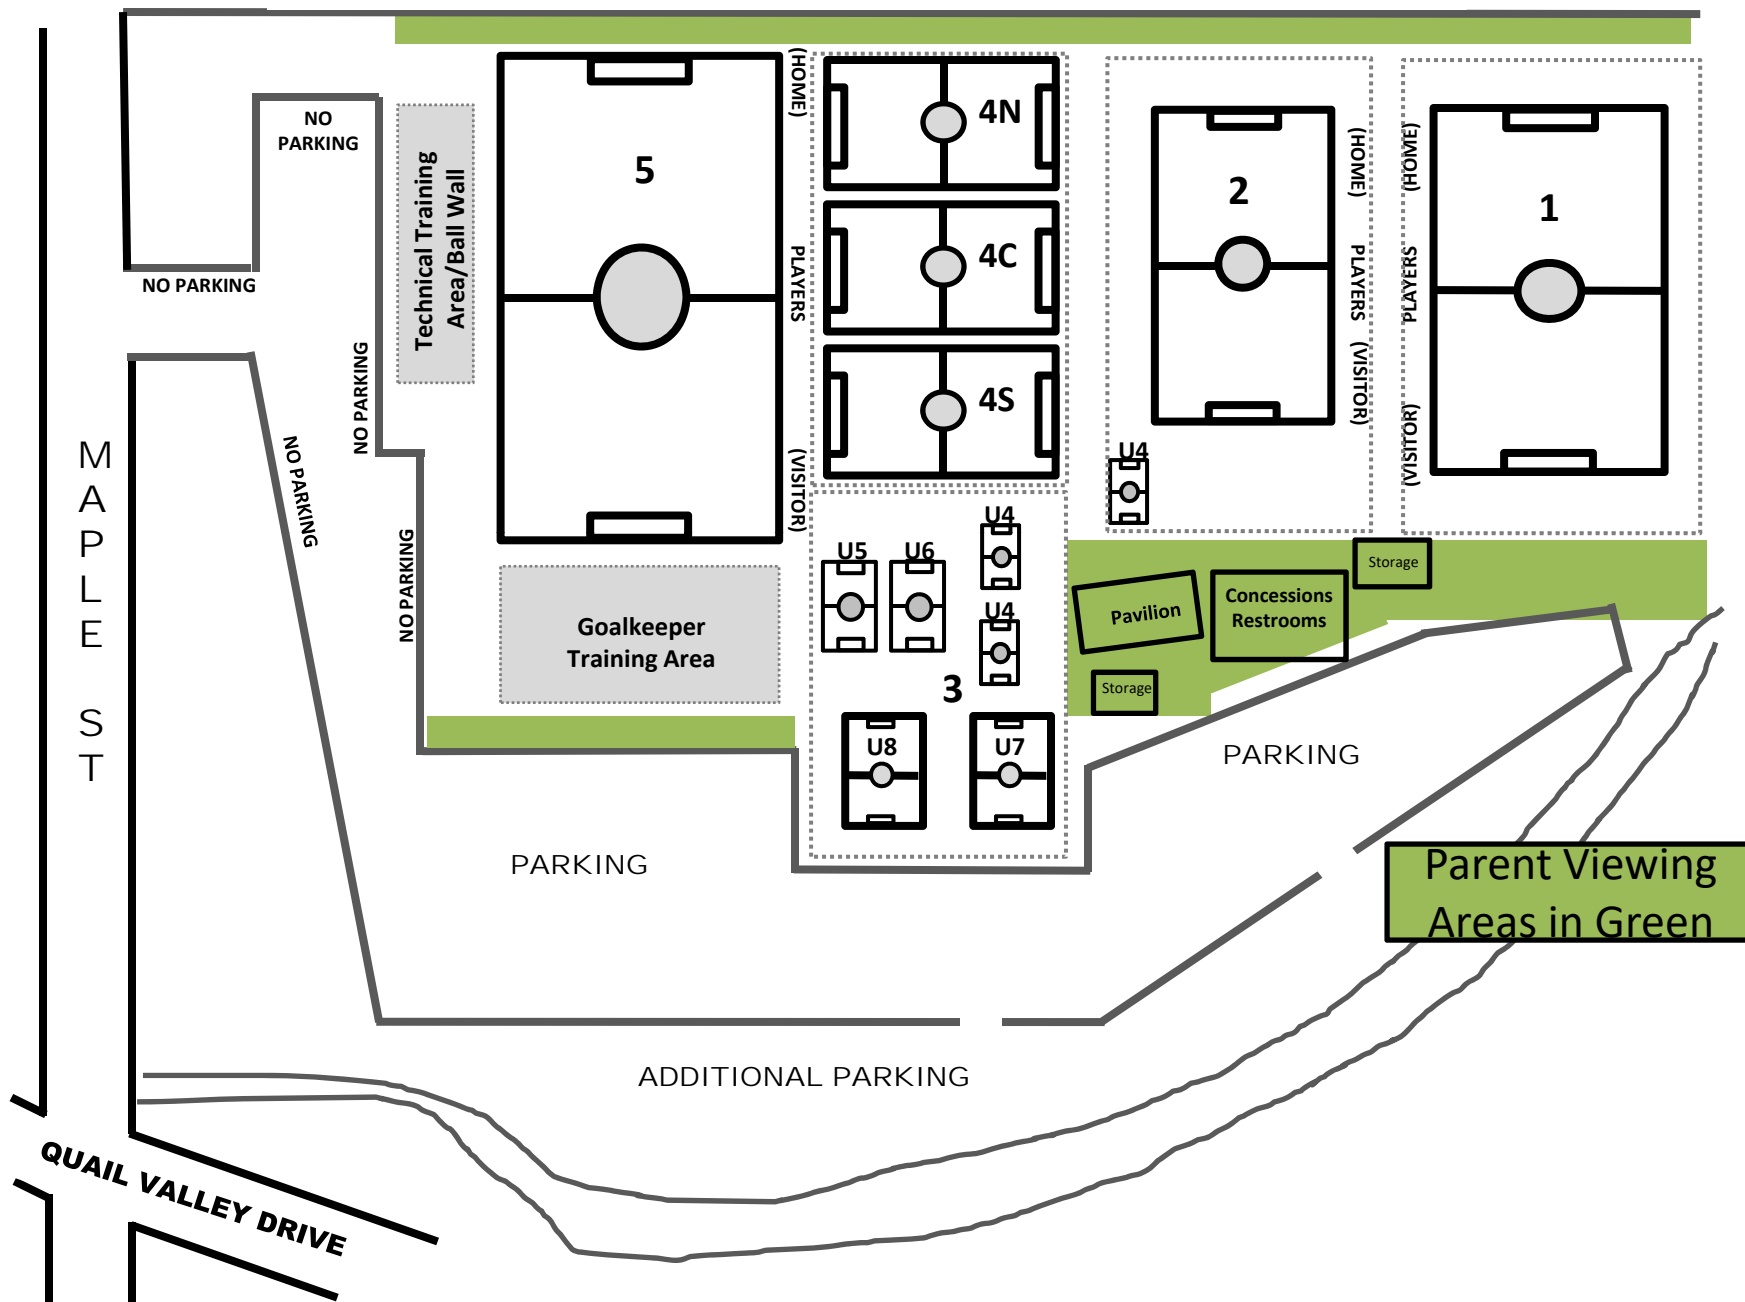 NO
PARKING
NO PARKING
NO PARKING
NO PARKING
NO PARKING
Technical Training
Area/Ball Wall
5
(HOME)
PLAYERS
(VISITOR)
4N
4C
4S
2
(HOME)
PLAYERS
(VISITOR)
(HOME)
PLAYERS
(VISITOR)
1
U4
U4
U5
U6
U4
3
U8
U7
Goalkeeper
Training Area
Storage
Pavilion
Concessions
Restrooms
Storage
PARKING
PARKING
Parent Viewing
Areas in Green
ADDITIONAL PARKING
MAPLE ST
QUAIL VALLEY DRIVE